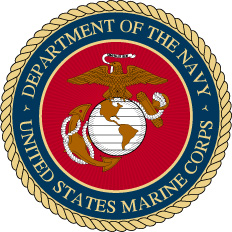 DEPARTMENT OF THE NAVY
UNITED STATES MARINE CORPS